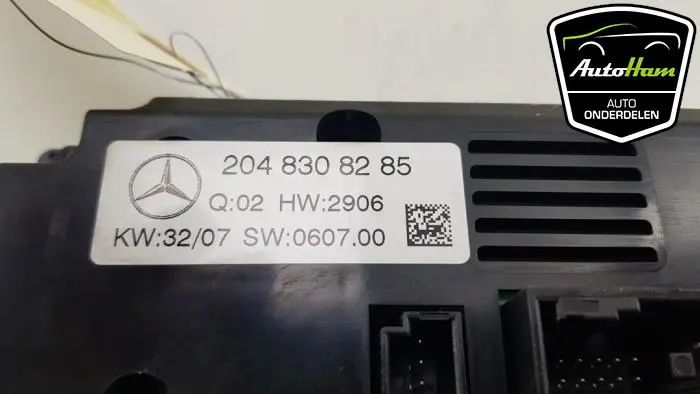 AutoHam
AUTO
ONDERDELEN
204 830 82 85
Q:02 HW:2906
KW:32/07 SW:0607.00